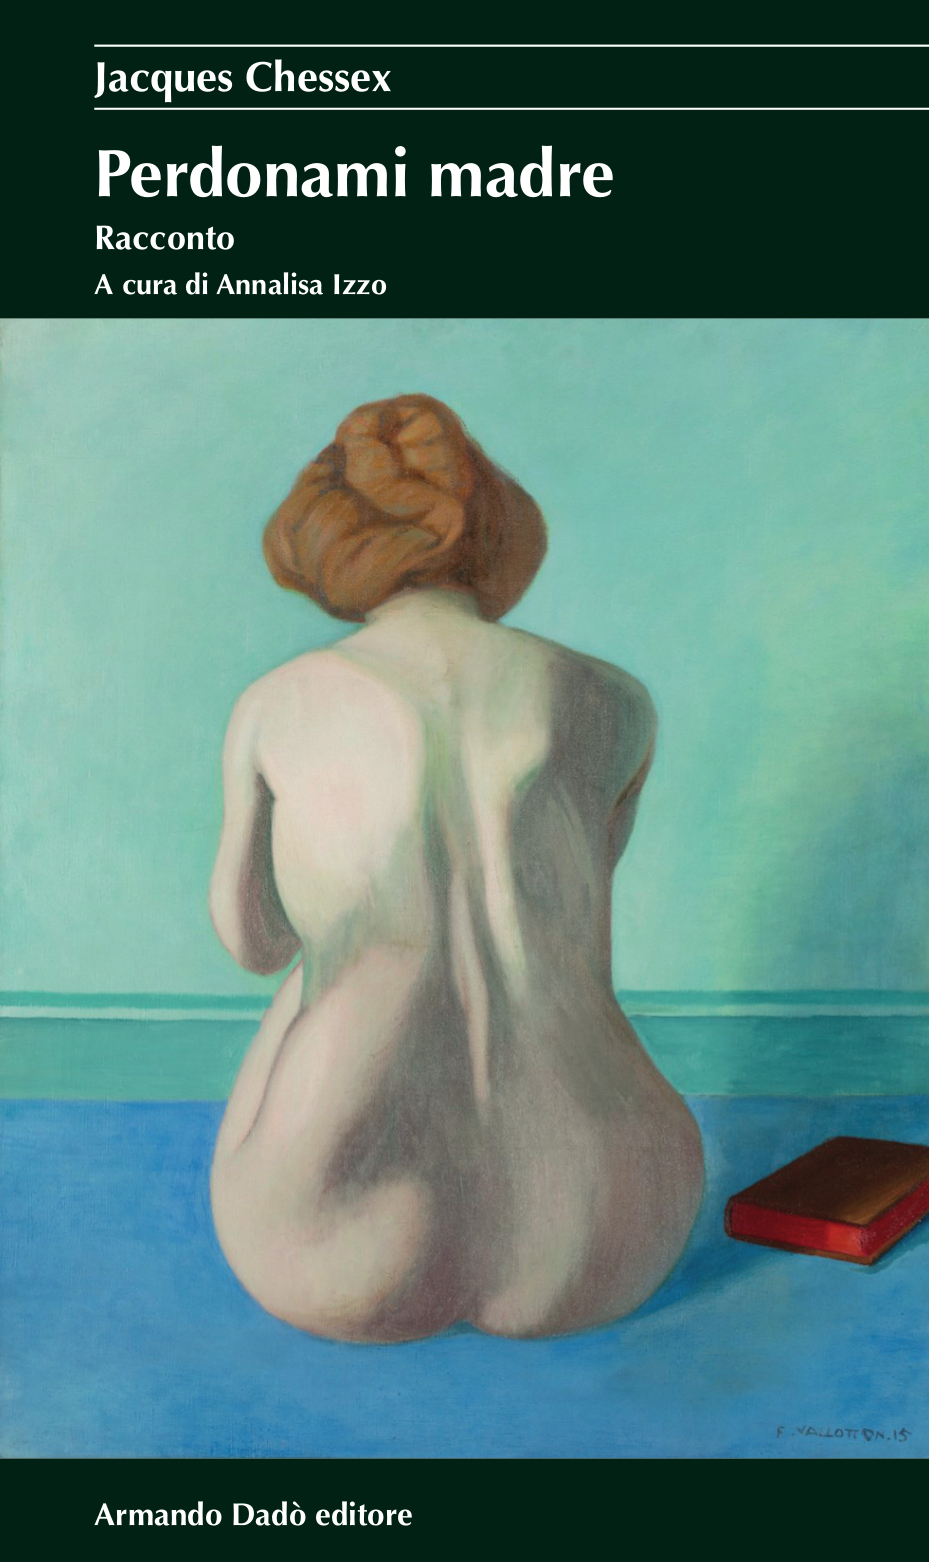 Jacques Chessex
Perdonami madre
Racconto
A cura di Annalisa Izzo
F. VALLOTTON. 15
Armando Dadò editore